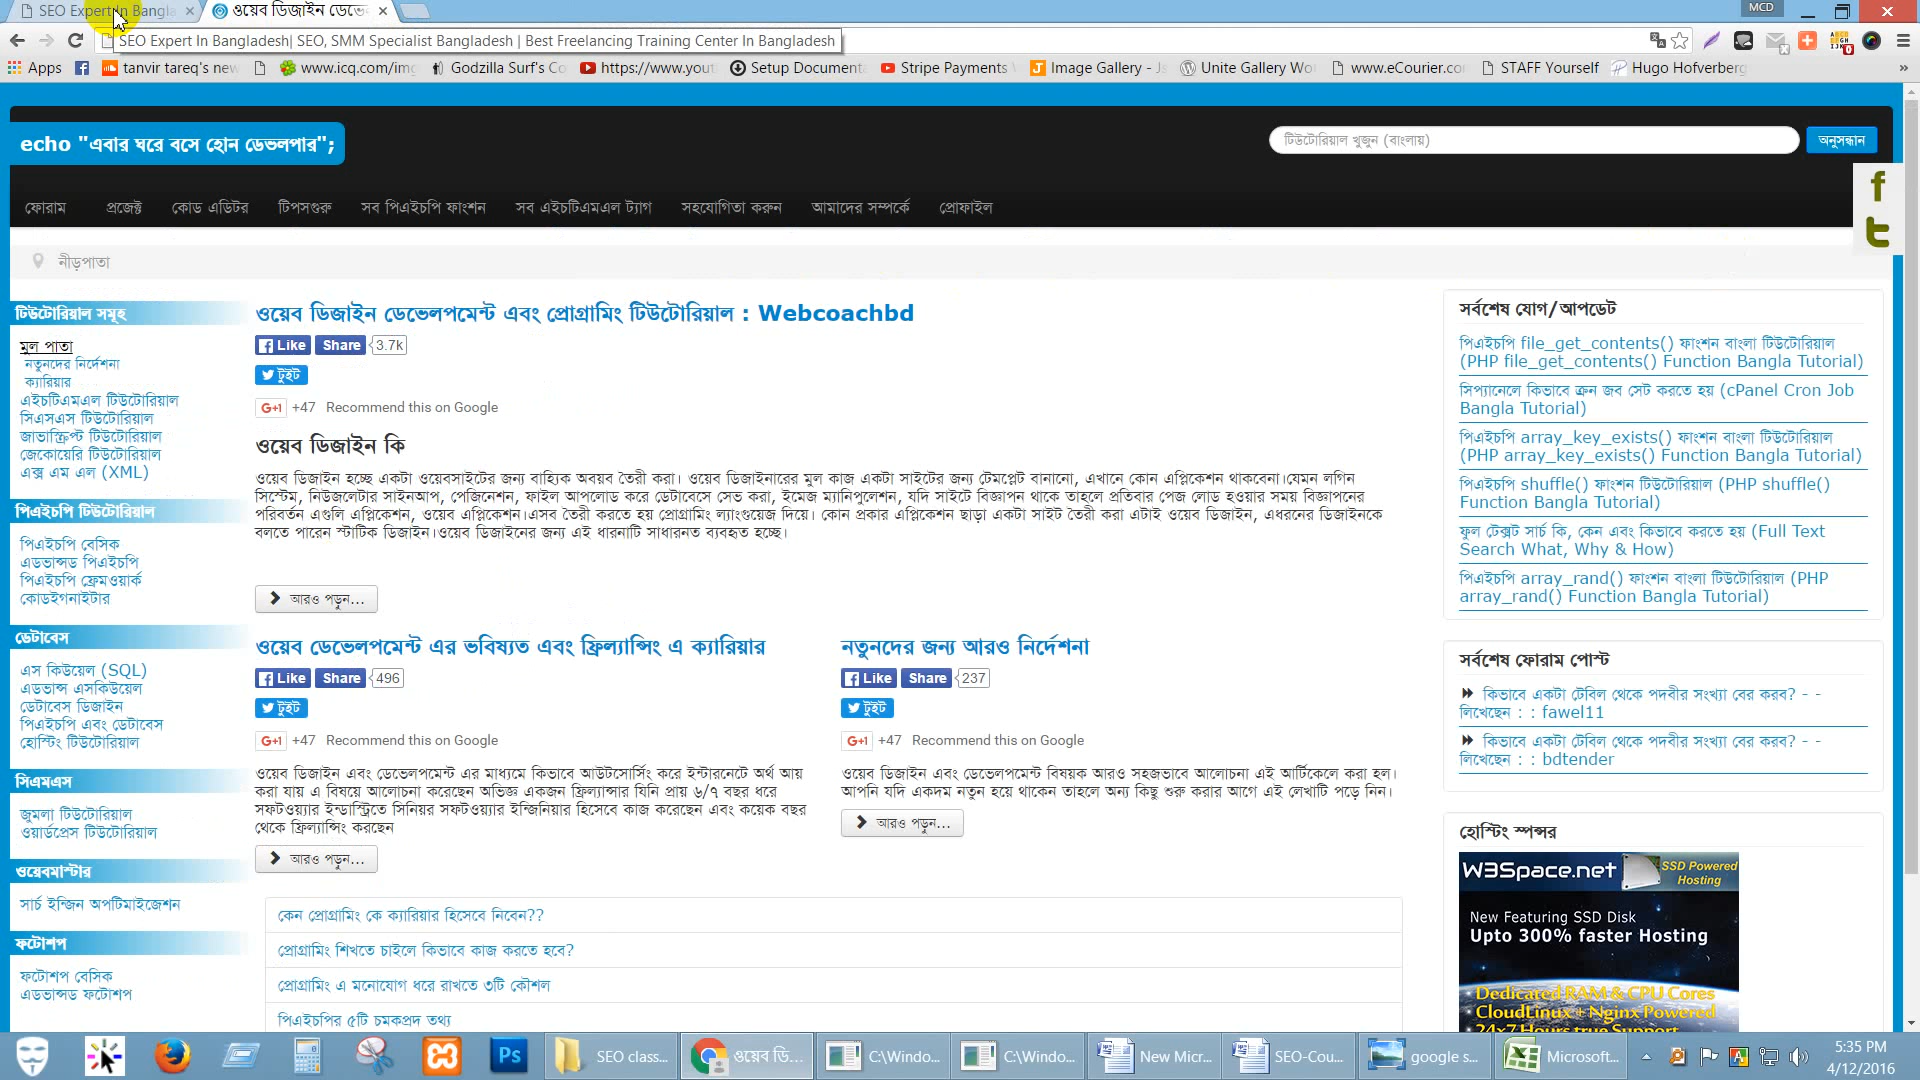 SEO Expert In Bangla
ওয়েব ডিজাইন ডেভে
MCD
SEO Expert In Bangladesh| SEO, SMM Specialist Bangladesh | Best Freelancing Training Center In Bangladesh
Apps tanvir tareq's new www.icq.com/img Godzilla Surf's Co https://www.yout Setup Documenta Stripe Payments Image Gallery - Js Unite Gallery Wo www.eCourier.co STAFF Yourself Hugo Hofverberg
echo "এবার ঘরে বসে হোন ডেভলপার";
টিউটোরিয়াল খুজুন (বাংলায়)
অনুসন্ধান
ফোরাম প্রজেক্ট কোড এডিটর টিপসগুরু সব পিএইচপি ফাংশন সব এইচটিএমএল ট্যাগ সহযোগিতা করুন আমাদের সম্পর্কে প্রোফাইল
নীড়পাতা
টিউটোরিয়াল সমূহ
মুল পাতা
নতুনদের নির্দেশনা
ক্যারিয়ার
এইচটিএমএল টিউটোরিয়াল
সিএসএস টিউটোরিয়াল
জাভাস্ক্রিপ্ট টিউটোরিয়াল
জেকোয়েরি টিউটোরিয়াল
এক্স এম এল (XML)
পিএইচপি টিউটোরিয়াল
পিএইচপি বেসিক
এডভান্সড পিএইচপি
পিএইচপি ফ্রেমওয়ার্ক
কোডইগনাইটার
ডেটাবেস
এস কিউয়েল (SQL)
এডভান্স এসকিউয়েল
ডেটাবেস ডিজাইন
পিএইচপি এবং ডেটাবেস
হোস্টিং টিউটোরিয়াল
সিএমএস
জুমলা টিউটোরিয়াল
ওয়ার্ডপ্রেস টিউটোরিয়াল
ওয়েবমাস্টার
সার্চ ইন্জিন অপটিমাইজেশন
ফটোশপ
ফটোশপ বেসিক
এডভান্সড ফটোশপ
ওয়েব ডিজাইন ডেভেলপমেন্ট এবং প্রোগ্রামিং টিউটোরিয়াল : Webcoachbd
Like Share 3.7k
টুইট
G+1 +47 Recommend this on Google
ওয়েব ডিজাইন কি
ওয়েব ডিজাইন হচ্ছে একটা ওয়েবসাইটের জন্য বাহ্যিক অবয়ব তৈরী করা। ওয়েব ডিজাইনারের মুল কাজ একটা সাইটের জন্য টেমপ্লেট বানানো, এখানে কোন এপ্লিকেশন থাকবেনা।যেমন লগিন
সিস্টেম, নিউজলেটার সাইনআপ, পেজিনেশন, ফাইল আপলোড করে ডেটাবেসে সেভ করা, ইমেজ ম্যানিপুলেশন, যদি সাইটে বিজ্ঞাপন থাকে তাহলে প্রতিবার পেজ লোড হওয়ার সময় বিজ্ঞাপনের
পরিবর্তন এগুলি এপ্লিকেশন, ওয়েব এপ্লিকেশন।এসব তৈরী করতে হয় প্রোগ্রামিং ল্যাংগুয়েজ দিয়ে। কোন প্রকার এপ্লিকেশন ছাড়া একটা সাইট তৈরী করা এটাই ওয়েব ডিজাইন, এধরনের ডিজাইনকে
বলতে পারেন স্টাটিক ডিজাইন।ওয়েব ডিজাইনের জন্য এই ধারনাটি সাধারনত ব্যবহৃত হচ্ছে।
আরও পড়ুন...
ওয়েব ডেভেলপমেন্ট এর ভবিষ্যত এবং ফ্রিল্যান্সিং এ ক্যারিয়ার
Like Share 496
টুইট
G+1 +47 Recommend this on Google
ওয়েব ডিজাইন এবং ডেভেলপমেন্ট এর মাধ্যমে কিভাবে আউটসোর্সিং করে ইন্টারনেটে অর্থ আয়
করা যায় এ বিষয়ে আলোচনা করেছেন অভিজ্ঞ একজন ফ্রিল্যান্সার যিনি প্রায় ৬/৭ বছর ধরে
সফটওয়্যার ইন্ডাস্ট্রিতে সিনিয়র সফটওয়্যার ইন্জিনিয়ার হিসেবে কাজ করেছেন এবং কয়েক বছর
থেকে ফ্রিল্যান্সিং করছেন
আরও পড়ুন...
নতুনদের জন্য আরও নির্দেশনা
Like Share 237
টুইট
G+1 +47 Recommend this on Google
ওয়েব ডিজাইন এবং ডেভেলপমেন্ট বিষয়ক আরও সহজভাবে আলোচনা এই আর্টিকেলে করা হল।
আপনি যদি একদম নতুন হয়ে থাকেন তাহলে অন্য কিছু শুরু করার আগে এই লেখাটি পড়ে নিন।
আরও পড়ুন...
কেন প্রোগ্রামিং কে ক্যারিয়ার হিসেবে নিবেন??
প্রোগ্রামিং শিখতে চাইলে কিভাবে কাজ করতে হবে?
প্রোগ্রামিং এ মনোযোগ ধরে রাখতে ৩টি কৌশল
পিএইচপির ৫টি চমকপ্রদ তথ্য
সর্বশেষ যোগ/আপডেট
পিএইচপি file_get_contents() ফাংশন বাংলা টিউটোরিয়াল
(PHP file_get_contents() Function Bangla Tutorial)
সিপ্যানেলে কিভাবে ক্রন জব সেট করতে হয় (cPanel Cron Job
Bangla Tutorial)
পিএইচপি array_key_exists() ফাংশন বাংলা টিউটোরিয়াল
(PHP array_key_exists() Function Bangla Tutorial)
পিএইচপি shuffle() ফাংশন টিউটোরিয়াল (PHP shuffle()
Function Bangla Tutorial)
ফুল টেক্সট সার্চ কি, কেন এবং কিভাবে করতে হয় (Full Text
Search What, Why & How)
পিএইচপি array_rand() ফাংশন বাংলা টিউটোরিয়াল (PHP
array_rand() Function Bangla Tutorial)
সর্বশেষ ফোরাম পোস্ট
কিভাবে একটা টেবিল থেকে পদবীর সংখ্যা বের করব? - -
লিখেছেন : : fawel11
কিভাবে একটা টেবিল থেকে পদবীর সংখ্যা বের করব? - -
লিখেছেন : : bdtender
হোস্টিং স্পন্সর
W3Space.net SSD Powered
Hosting
New Featuring SSD Disk
Upto 300% faster Hosting
Dedicated RAM & CPU Cores
CloudLinux + Nginx Powered
24x7 Hours true Support
Ps SEO class... ওয়েব ডি... C:\Windo... C:\Windo... New Micr... SEO-Cou... google s... Microsoft...
5:35 PM
4/12/2016